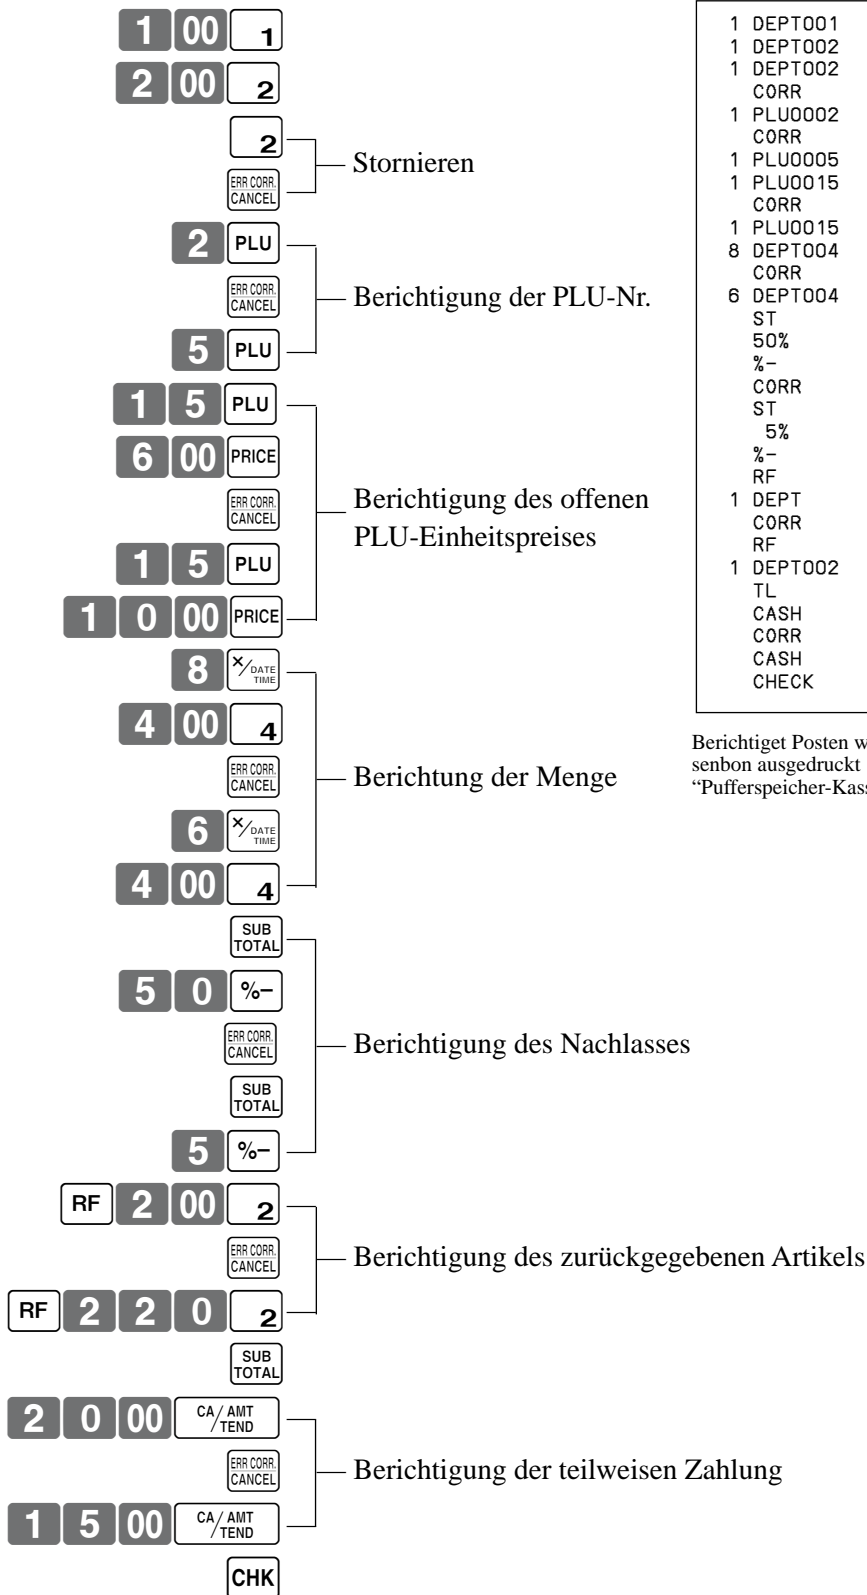 1 00 1
2 00 2
2
ERR CORR. CANCEL
Stornieren
2 PLU
ERR CORR. CANCEL
5 PLU
Berichtigung der PLU-Nr.
1 5 PLU
6 00 PRICE
ERR CORR. CANCEL
1 5 PLU
1 0 00 PRICE
Berichtigung des offenen
PLU-Einheitspreises
8 ×/DATE TIME
4 00 4
ERR CORR. CANCEL
6 ×/DATE TIME
4 00 4
Berichtung der Menge
SUB TOTAL
5 0 %−
ERR CORR. CANCEL
SUB TOTAL
5 %−
Berichtigung des Nachlasses
RF 2 00 2
ERR CORR. CANCEL
RF 2 2 0 2
Berichtigung des zurückgegebenen Artikels
SUB TOTAL
2 0 00 CA/AMT TEND
ERR CORR. CANCEL
1 5 00 CA/AMT TEND
Berichtigung der teilweisen Zahlung
CHK
1 DEPT001
1 DEPT002
1 DEPT002
CORR
1 PLU0002
CORR
1 PLU0005
1 PLU0015
CORR
1 PLU0015
8 DEPT004
CORR
6 DEPT004
ST
50%
%-
CORR
ST
5%
%-
RF
1 DEPT
CORR
RF
1 DEPT002
TL
CASH
CORR
CASH
CHECK
Berichtiget Posten
senbon ausgedruckt